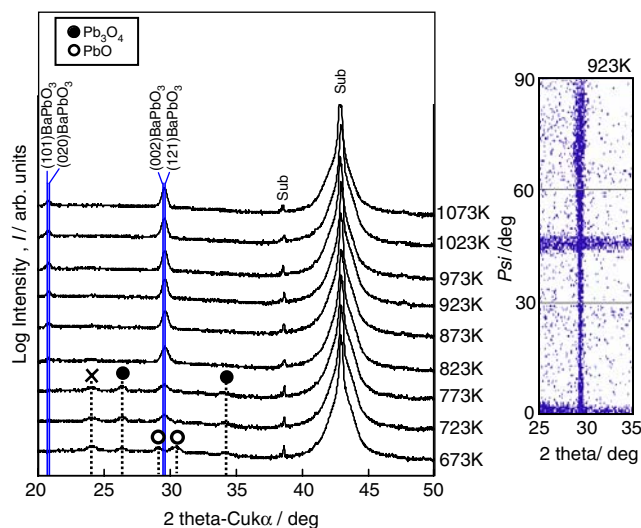 ● Pb3O4
○ PbO
(101)BaPbO3
(020)BaPbO3
(002)BaPbO3
(121)BaPbO3
Sub
Sub
Log Intensity , I / arb. units
1073K
1023K
973K
923K
873K
823K
773K
723K
673K
20 25 30 35 40 45 50
2 theta-Cukα / deg
923K
90
60
30
0
Psi /deg
25 30 35
2 theta/ deg